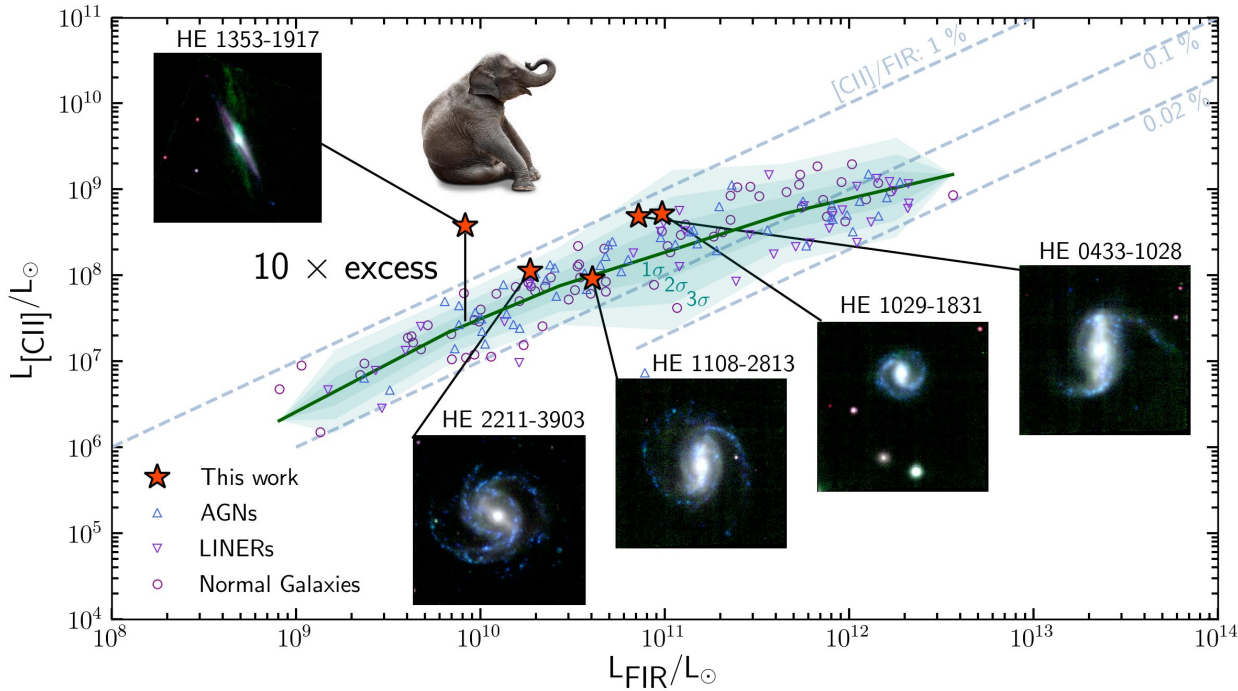 10¹¹
10¹⁰
10⁹
10⁸
10⁷
10⁶
10⁵
10⁴
L[CII]/L☉
HE 1353-1917
[CII]/FIR: 1 %
0.1 %
0.02 %
10 × excess
1σ
2σ
3σ
HE 0433-1028
HE 1029-1831
HE 1108-2813
HE 2211-3903
This work
AGNs
LINERs
Normal Galaxies
10⁸
10⁹
10¹⁰
10¹¹
10¹²
10¹³
10¹⁴
L_FIR/L☉